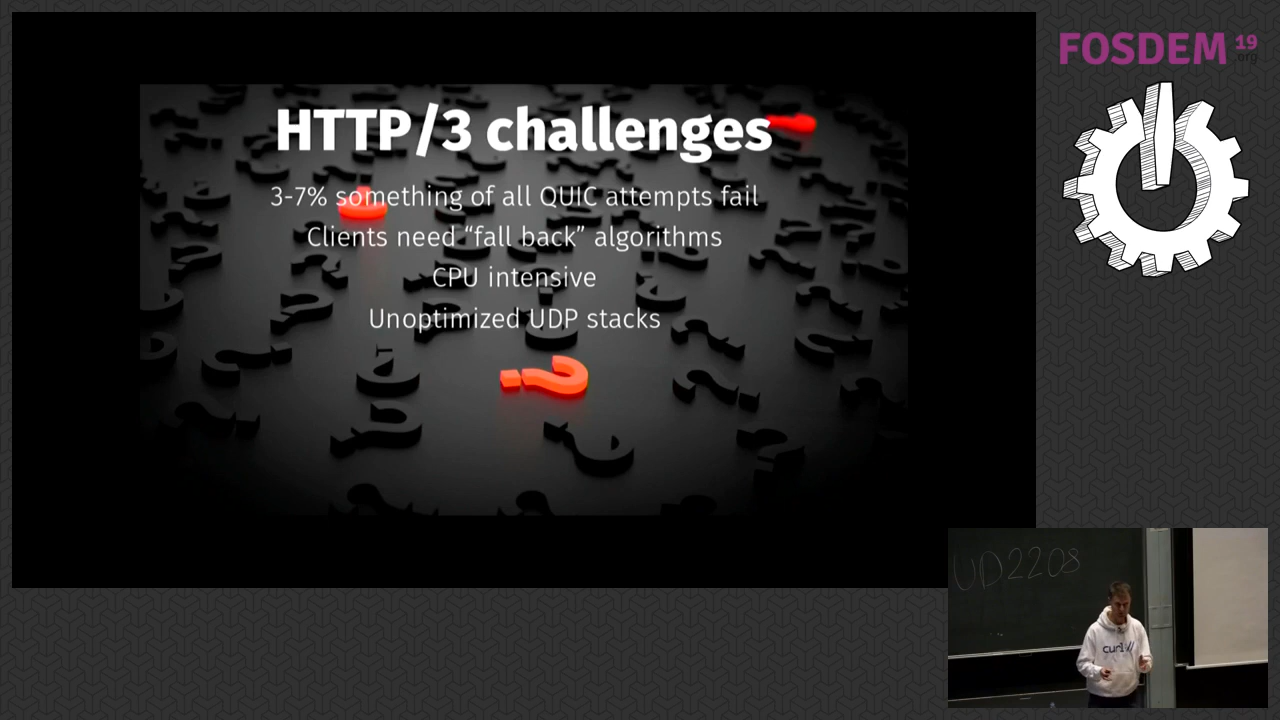 HTTP/3 challenges
3-7% something of all QUIC attempts fail
Clients need “fall back” algorithms
CPU intensive
Unoptimized UDP stacks
FOSDEM 19
.org
UD2208
curl://